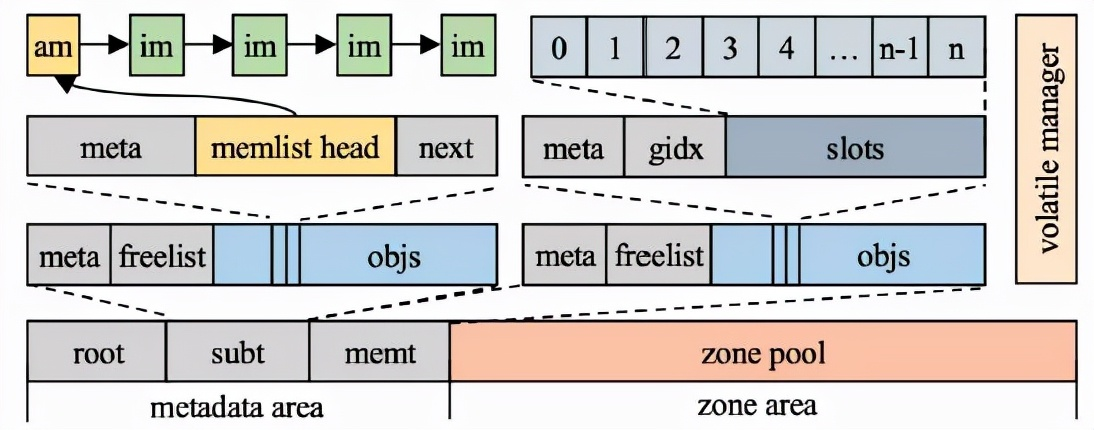 am im im im im
0 1 2 3 4 ... n-1 n
meta memlist head next
meta gidx slots
meta freelist objs
meta freelist objs
volatile manager
root subt memt zone pool
metadata area zone area